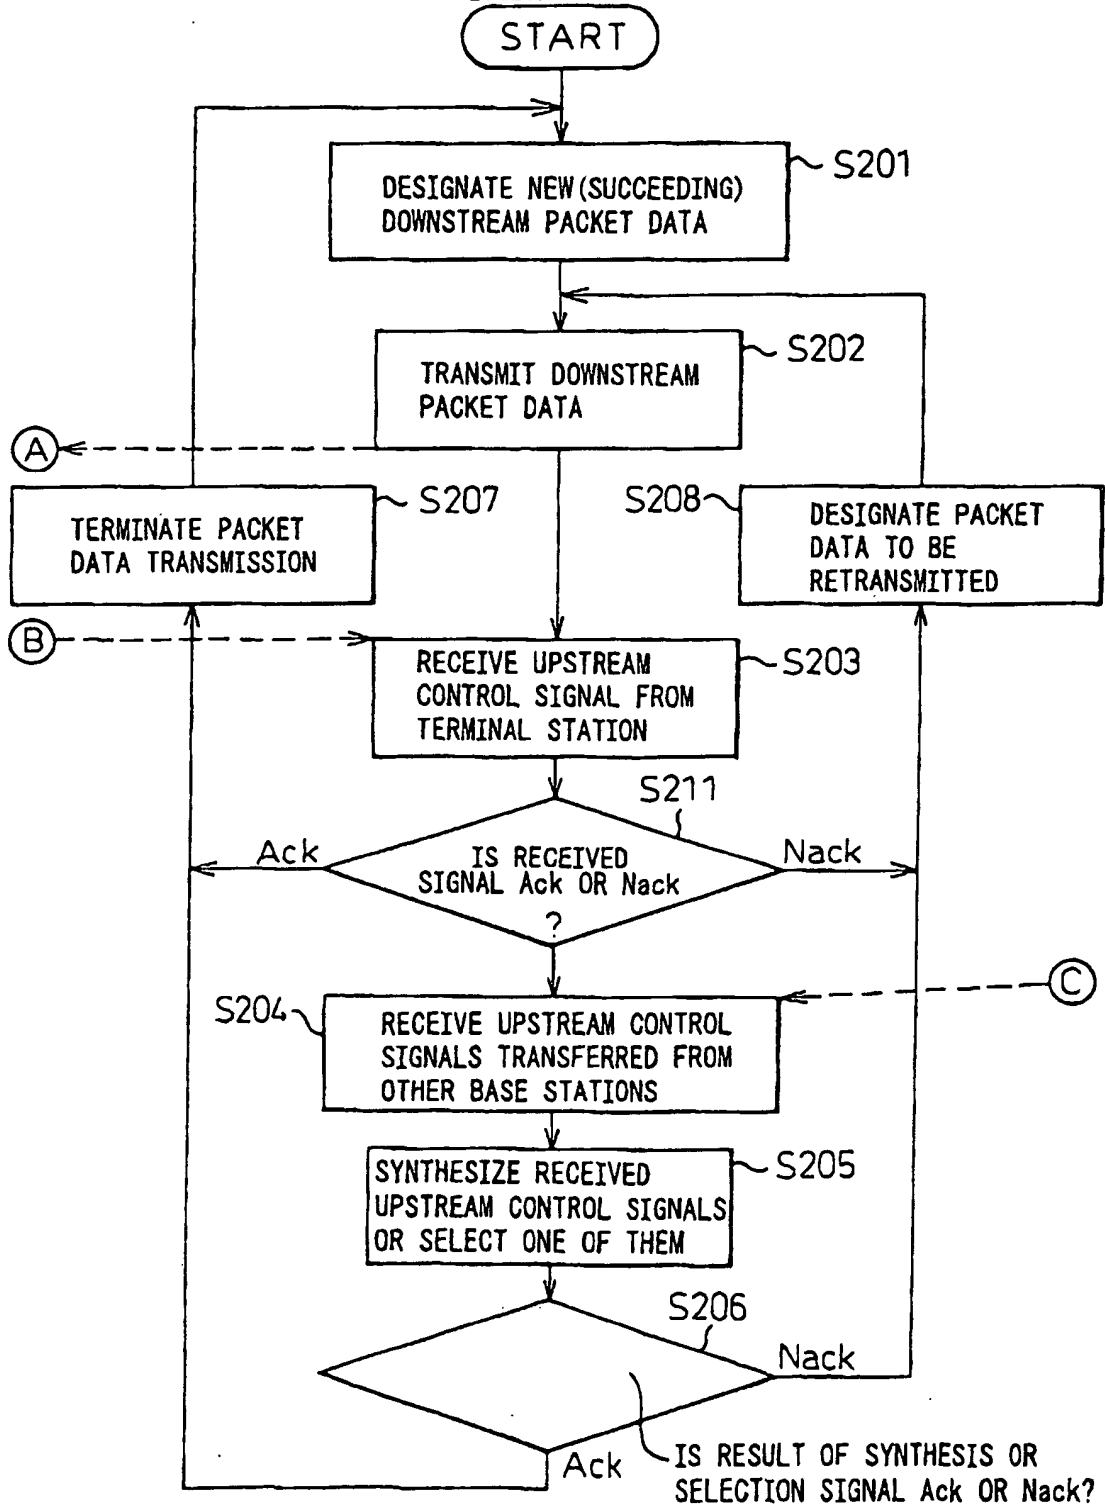 START
S201
DESIGNATE NEW (SUCCEEDING)
DOWNSTREAM PACKET DATA
S202
TRANSMIT DOWNSTREAM
PACKET DATA
A
S207
TERMINATE PACKET
DATA TRANSMISSION
S208
DESIGNATE PACKET
DATA TO BE
RETRANSMITTED
B
S203
RECEIVE UPSTREAM
CONTROL SIGNAL FROM
TERMINAL STATION
S211
Ack
IS RECEIVED
SIGNAL Ack OR Nack
?
Nack
C
S204
RECEIVE UPSTREAM CONTROL
SIGNALS TRANSFERRED FROM
OTHER BASE STATIONS
S205
SYNTHESIZE RECEIVED
UPSTREAM CONTROL SIGNALS
OR SELECT ONE OF THEM
S206
Nack
Ack
IS RESULT OF SYNTHESIS OR
SELECTION SIGNAL Ack OR Nack?